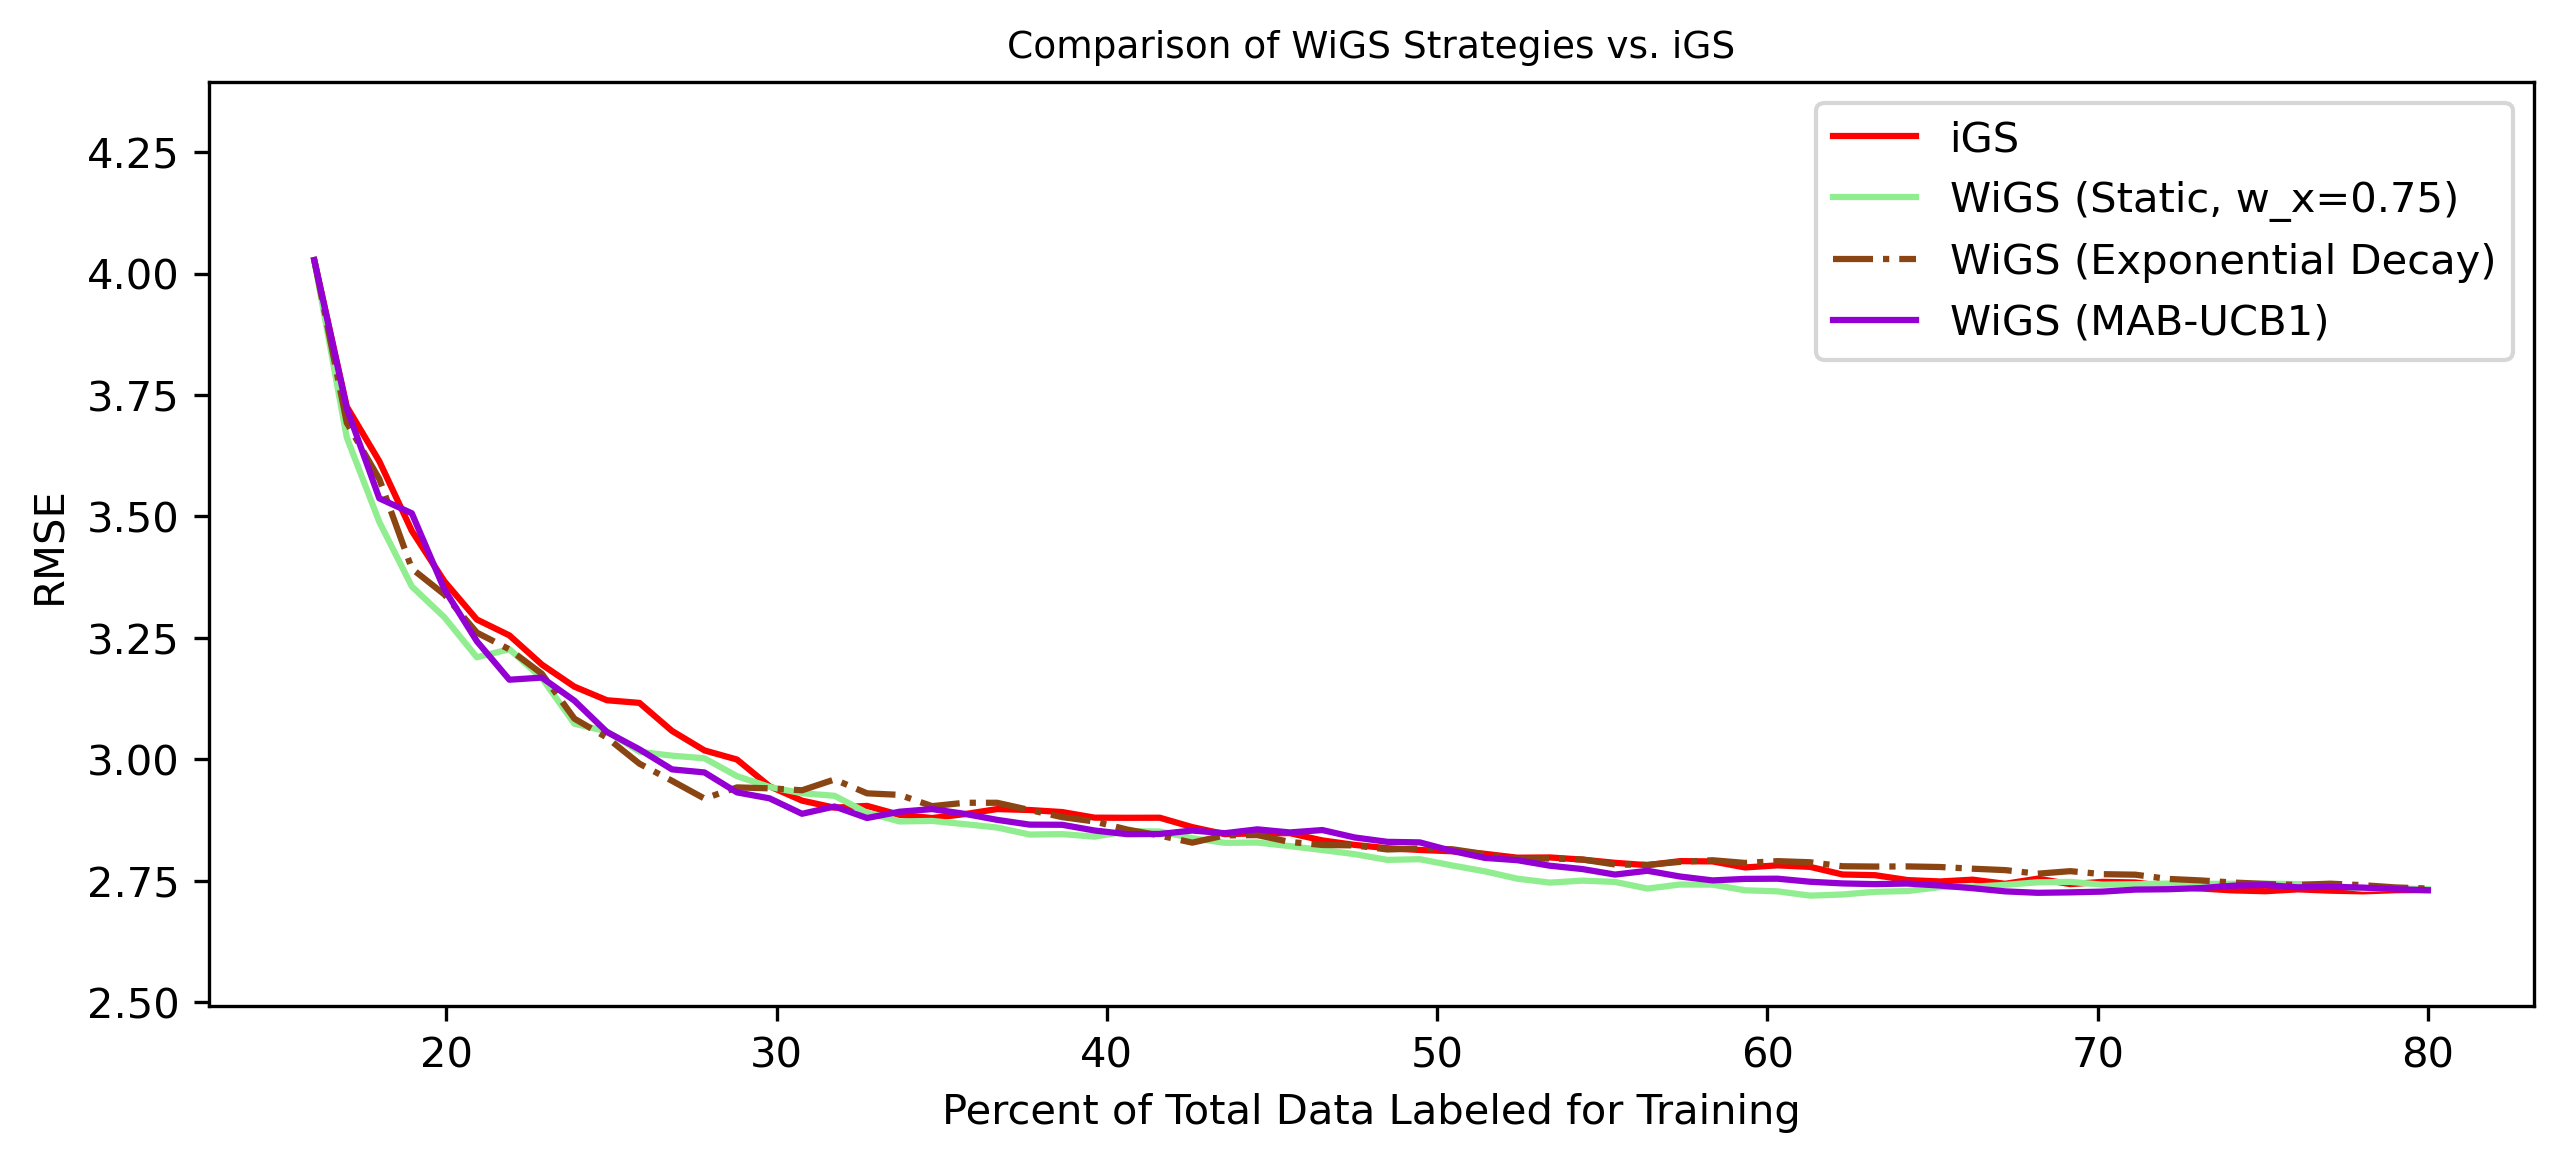 Comparison of WiGS Strategies vs. iGS
iGS
WiGS (Static, w_x=0.75)
WiGS (Exponential Decay)
WiGS (MAB-UCB1)
RMSE
4.25
4.00
3.75
3.50
3.25
3.00
2.75
2.50
20 30 40 50 60 70 80
Percent of Total Data Labeled for Training